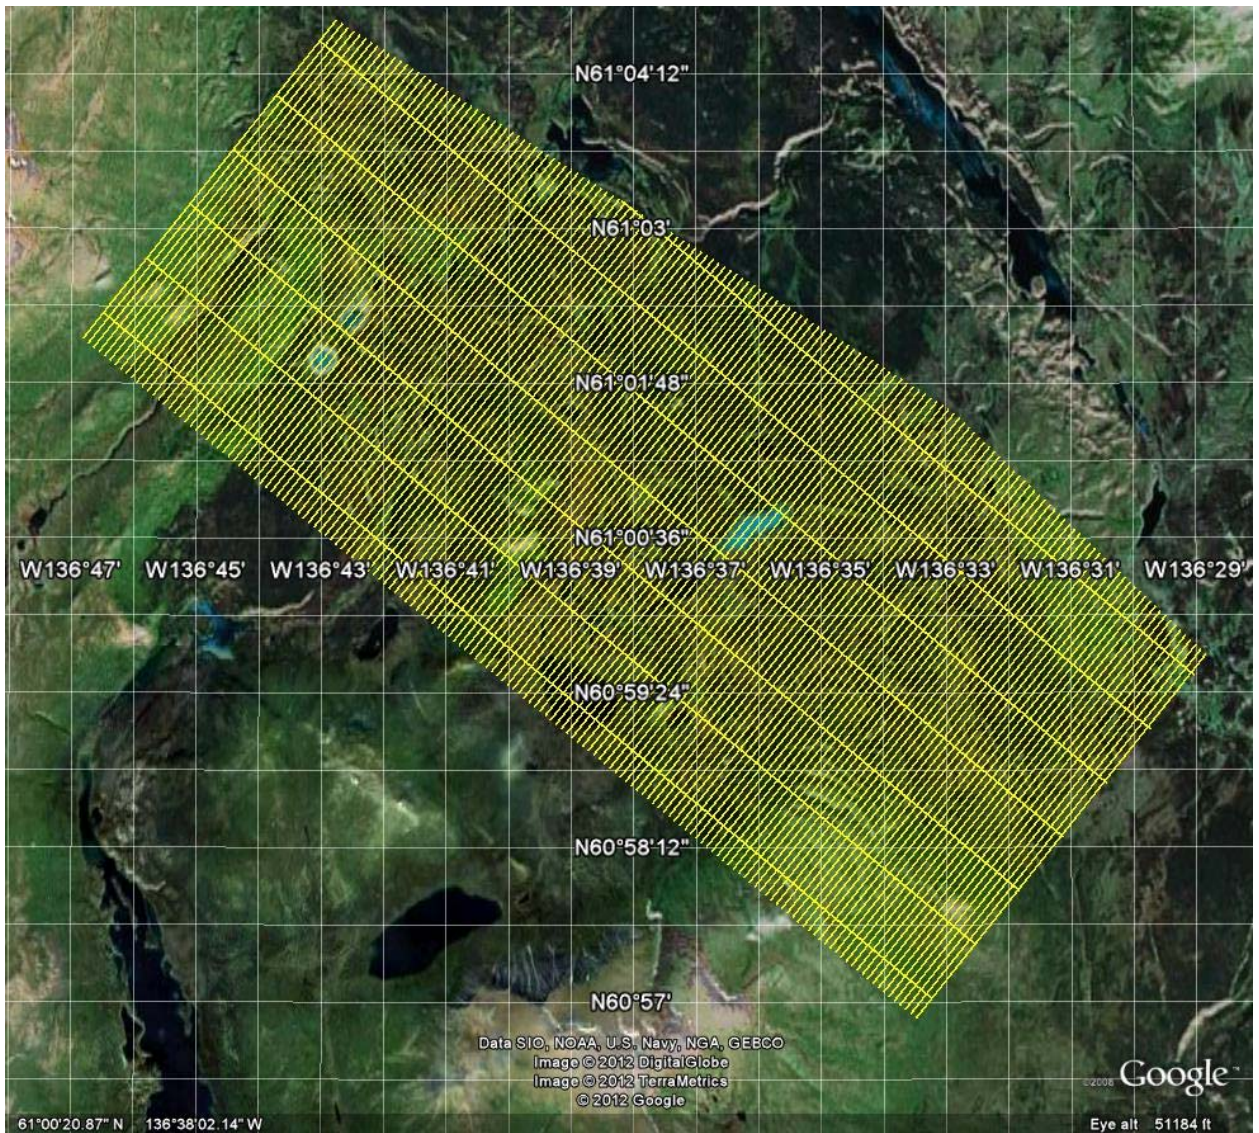 N61°04'12"
N61°03'
N61°01'48"
N61°00'36"
W136°47' W136°45' W136°43' W136°41' W136°39' W136°37' W136°35' W136°33' W136°31' W136°29'
N60°59'24"
N60°58'12"
N60°57'
Data SIO, NOAA, U.S. Navy, NGA, GEBCO
Image © 2012 DigitalGlobe
Image © 2012 TerraMetrics
© 2012 Google
©2008 Google™
61°00'20.87" N 136°38'02.14" W
Eye alt 51184 ft